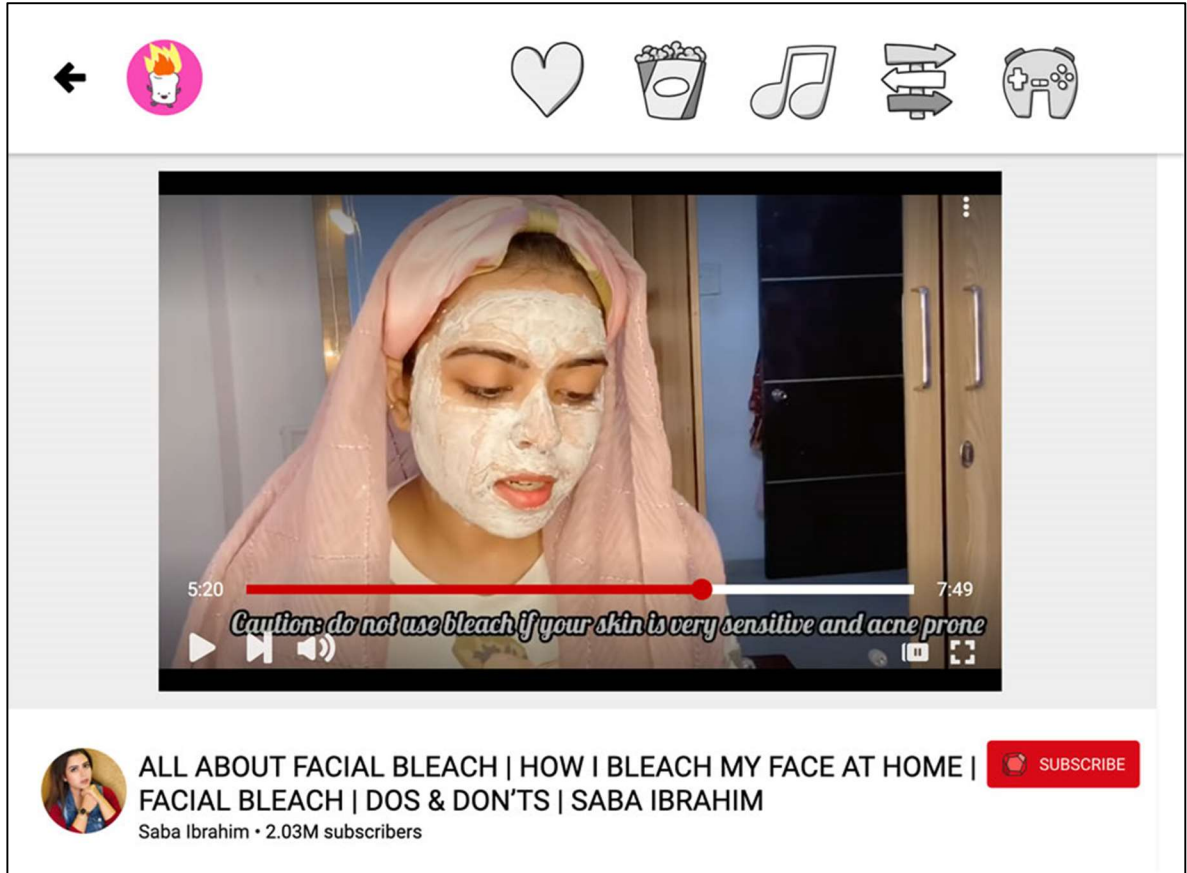 5:20
7:49
Caution: do not use bleach if your skin is very sensitive and acne prone
ALL ABOUT FACIAL BLEACH | HOW I BLEACH MY FACE AT HOME |
FACIAL BLEACH | DOS & DON’TS | SABA IBRAHIM
SUBSCRIBE
Saba Ibrahim • 2.03M subscribers